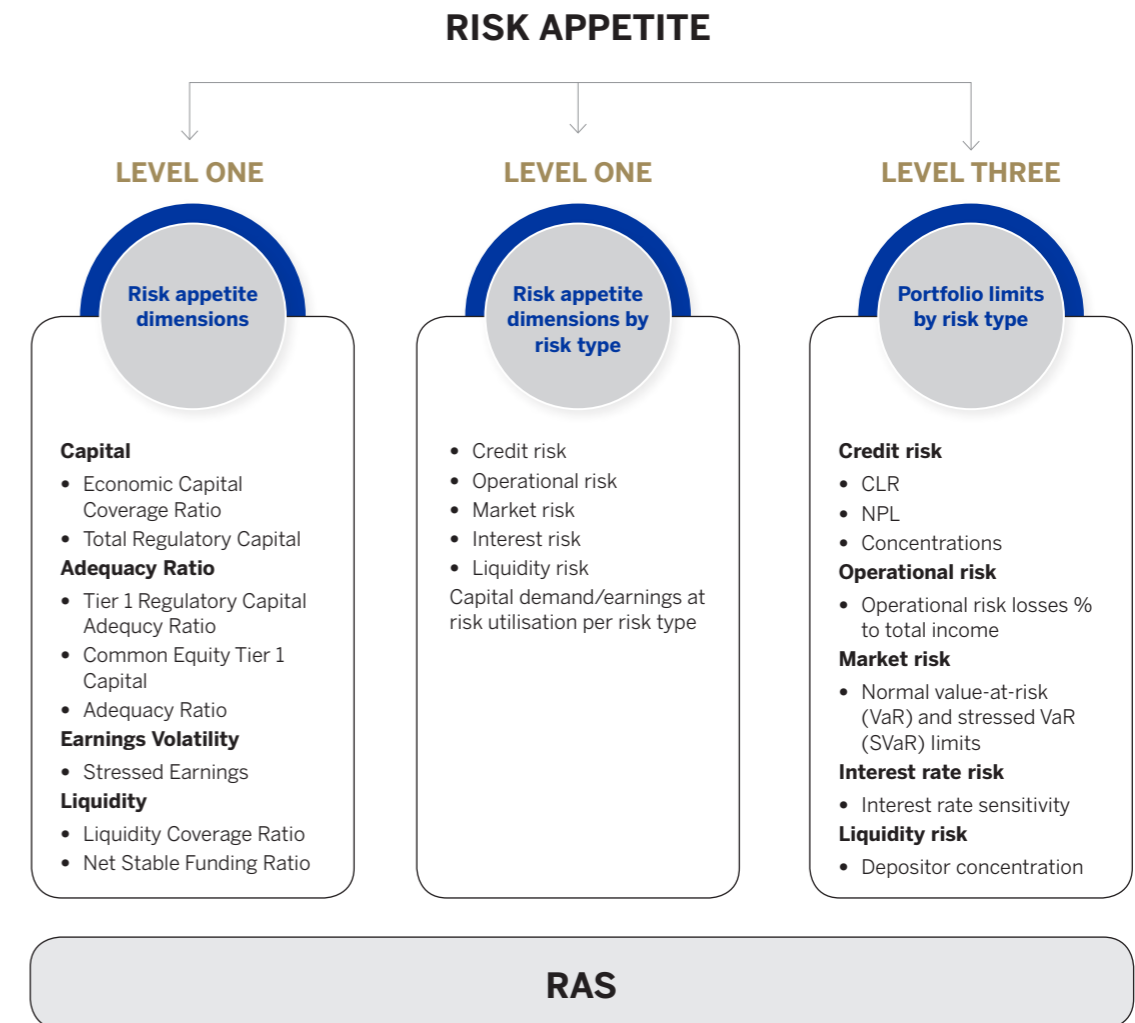 RISK APPETITE
LEVEL ONE
Risk appetite
dimensions
Capital
• Economic Capital
Coverage Ratio
• Total Regulatory Capital
Adequacy Ratio
• Tier 1 Regulatory Capital
Adequcy Ratio
• Common Equity Tier 1
Capital
• Adequacy Ratio
Earnings Volatility
• Stressed Earnings
Liquidity
• Liquidity Coverage Ratio
• Net Stable Funding Ratio
LEVEL ONE
Risk appetite
dimensions by
risk type
• Credit risk
• Operational risk
• Market risk
• Interest risk
• Liquidity risk
Capital demand/earnings at
risk utilisation per risk type
LEVEL THREE
Portfolio limits
by risk type
Credit risk
• CLR
• NPL
• Concentrations
Operational risk
• Operational risk losses %
to total income
Market risk
• Normal value-at-risk
(VaR) and stressed VaR
(SVaR) limits
Interest rate risk
• Interest rate sensitivity
Liquidity risk
• Depositor concentration
RAS